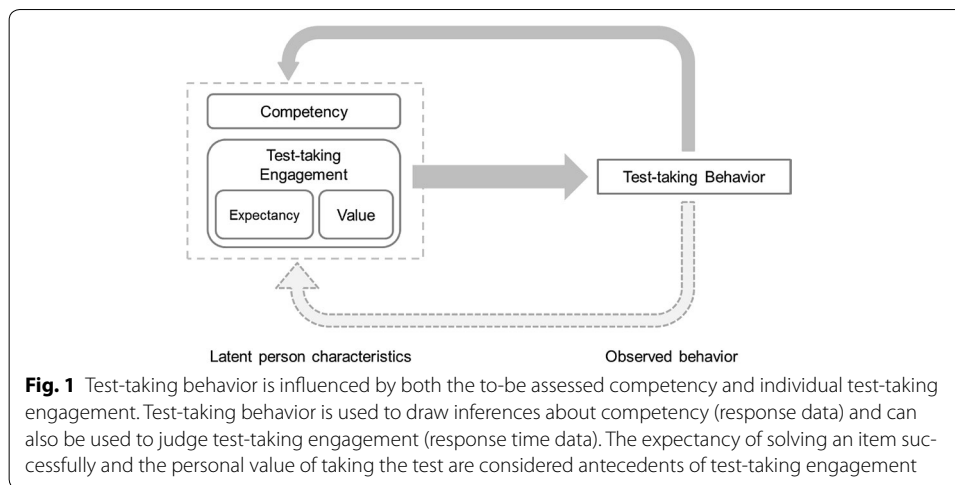 Competency
Test-taking
Engagement
Expectancy
Value
Test-taking Behavior
Latent person characteristics
Observed behavior
Fig. 1 Test-taking behavior is influenced by both the to-be assessed competency and individual test-taking
engagement. Test-taking behavior is used to draw inferences about competency (response data) and can
also be used to judge test-taking engagement (response time data). The expectancy of solving an item suc-
cessfully and the personal value of taking the test are considered antecedents of test-taking engagement